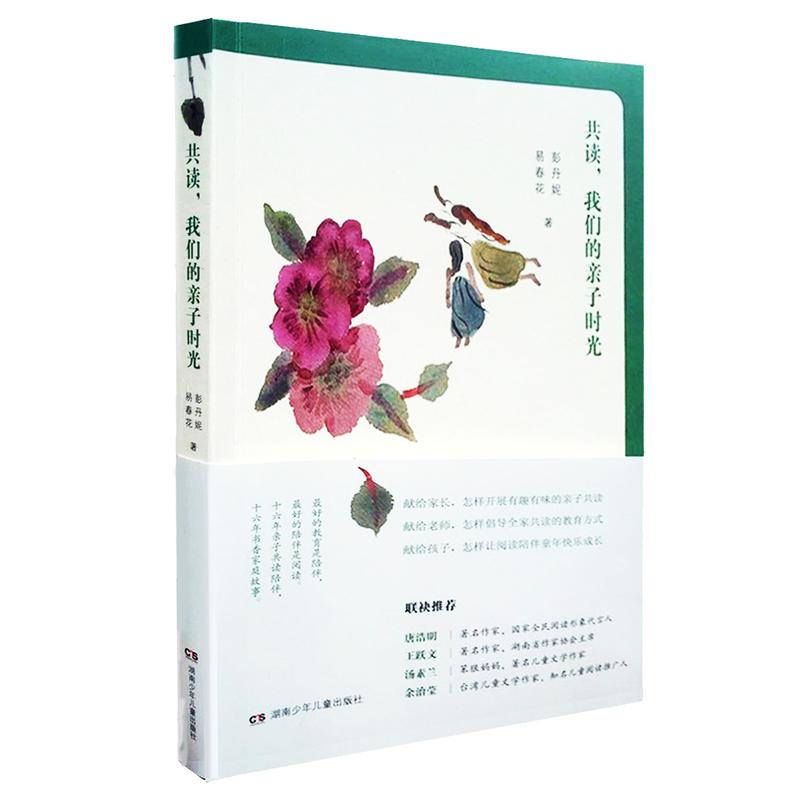 共读，我们的亲子时光
彭丹妮
易春花
著
共读，我们的亲子时光
彭丹妮
易春花
著
最好的教育是陪伴，
最好的陪伴是阅读。
十六年亲子共读陪伴，
十六年书香家庭故事。
献给家长，怎样开展有趣有味的亲子共读
献给老师，怎样倡导全家共读的教育方式
献给孩子，怎样让阅读陪伴童年快乐成长
联袂推荐
唐浩明 | 著名作家、国家全民阅读形象代言人
王跃文 | 著名作家、湖南省作家协会主席
汤素兰 | 笨狼妈妈、著名儿童文学作家
余治莹 | 台湾儿童文学作家、知名儿童阅读推广人
CS 湖南少年儿童出版社
CS 湖南少年儿童出版社